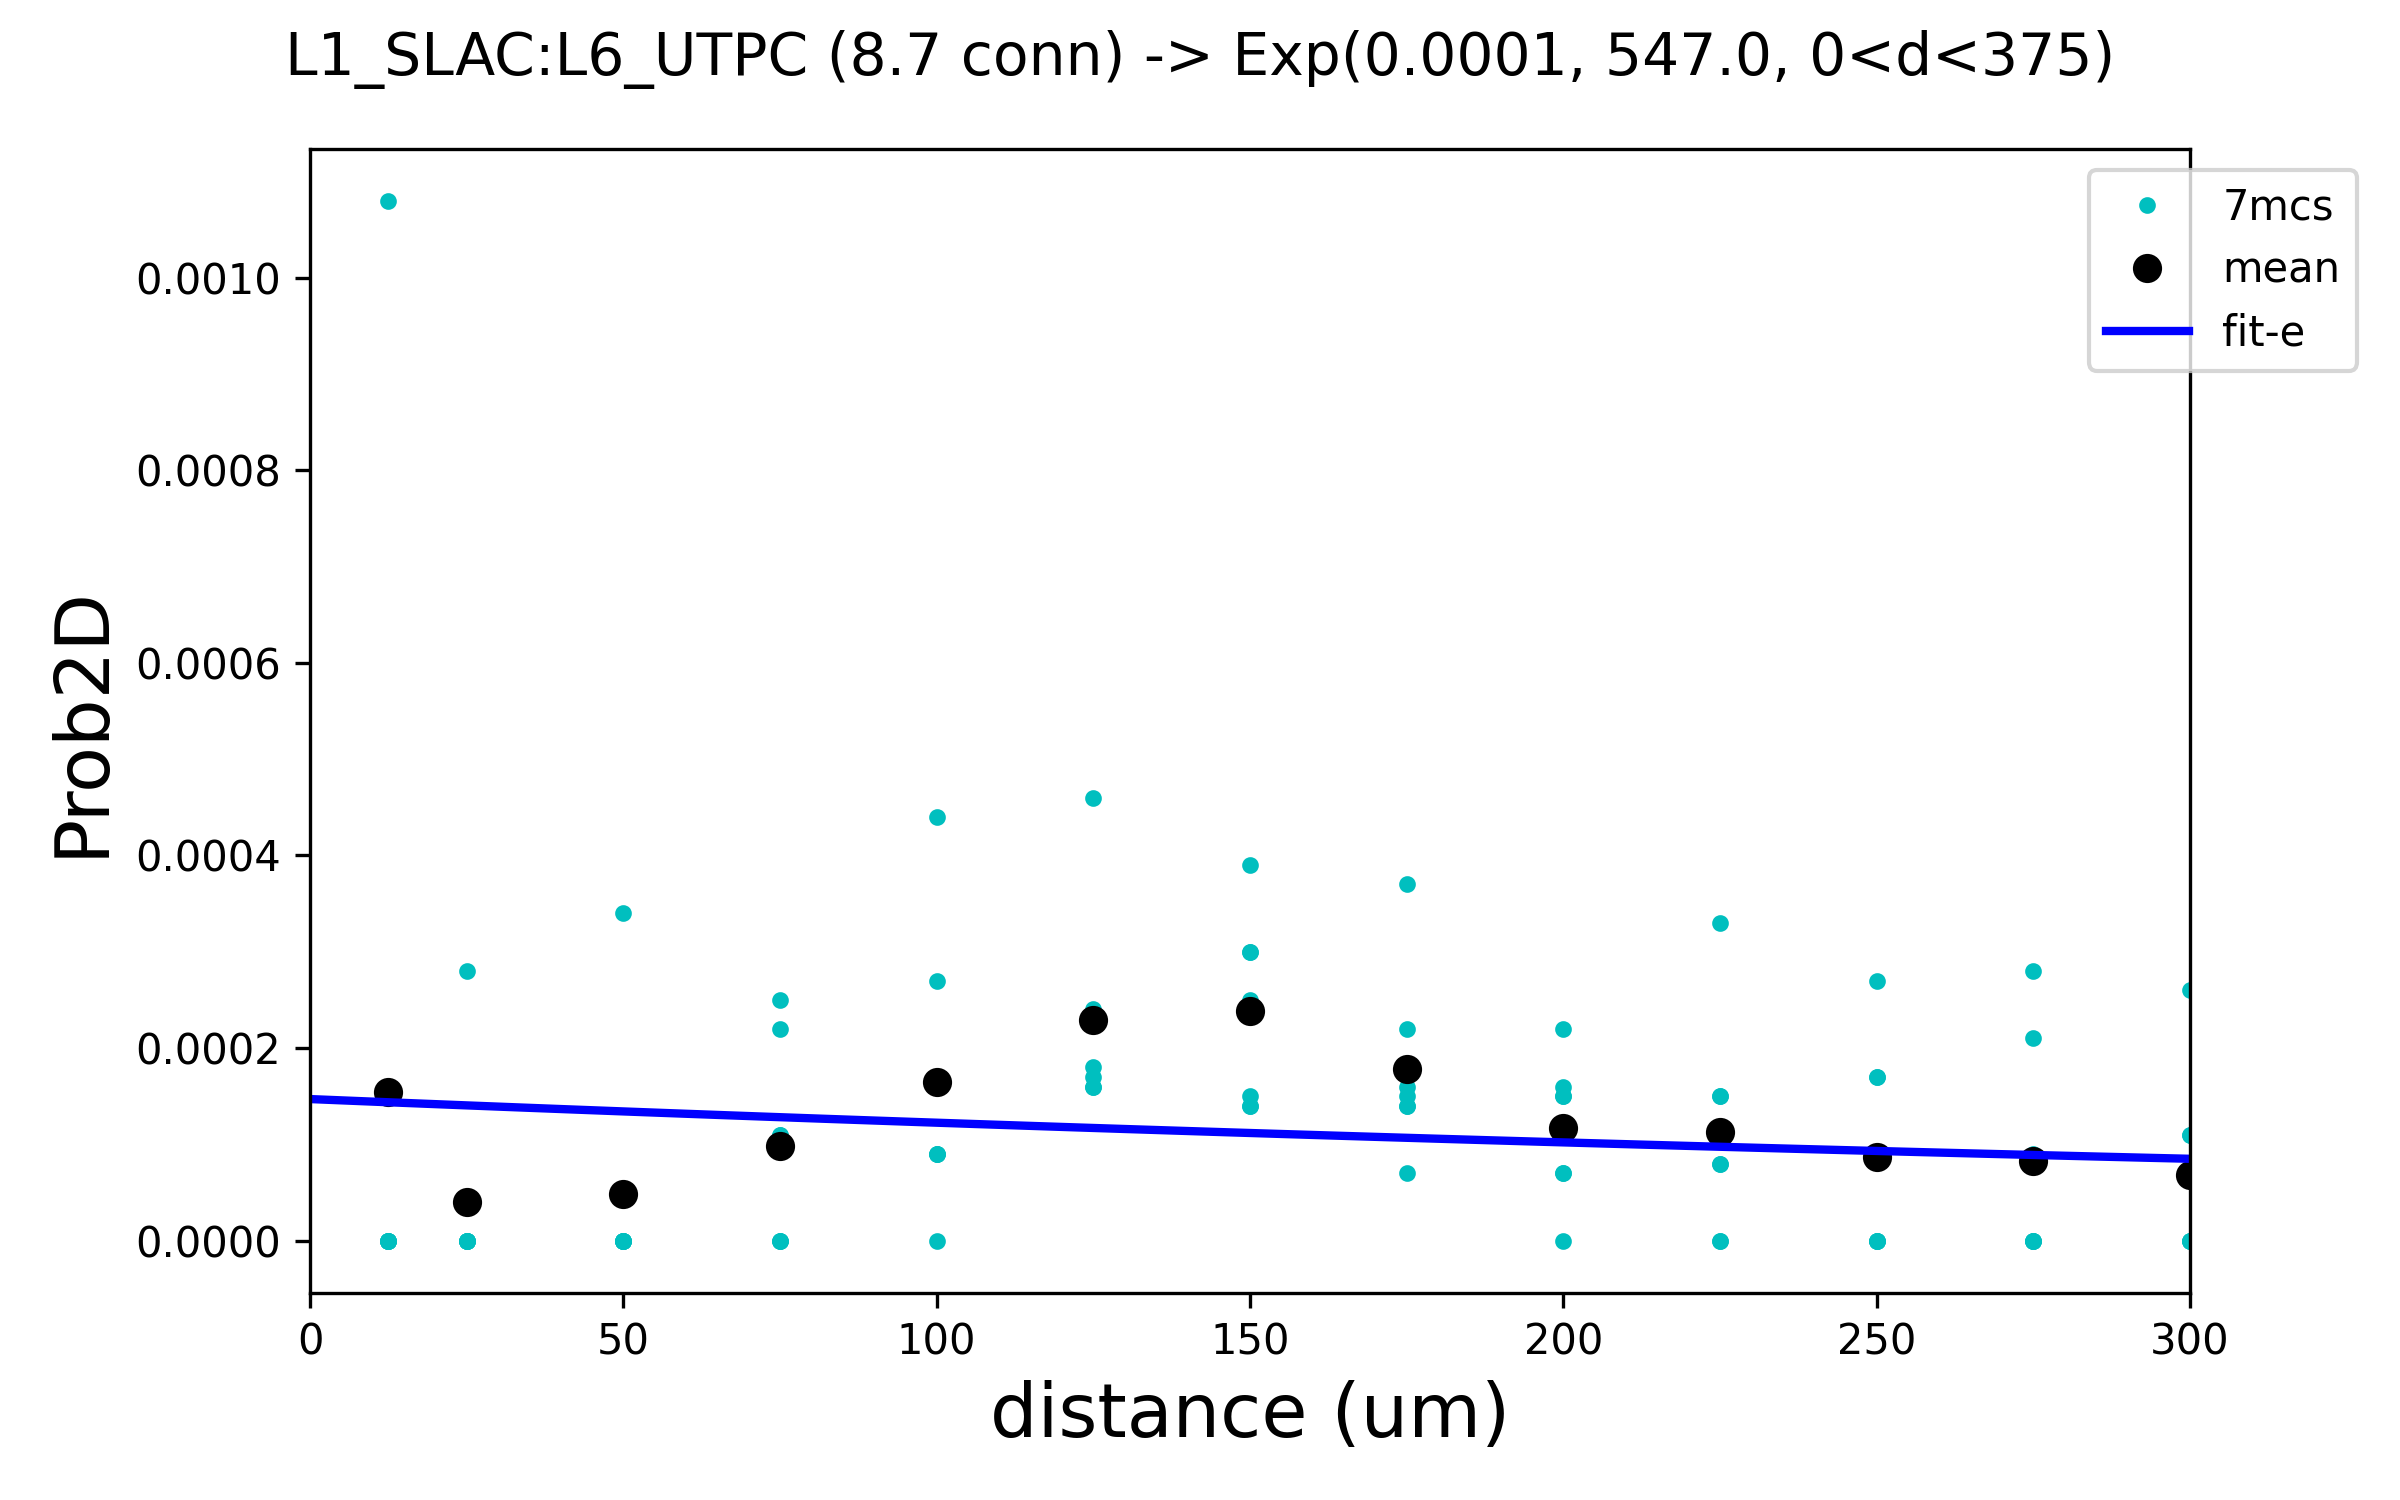 L1_SLAC:L6_UTPC (8.7 conn) -> Exp(0.0001, 547.0, 0<d<375)
7mcs
mean
fit-e
Prob2D
0.0010
0.0008
0.0006
0.0004
0.0002
0.0000
0 50 100 150 200 250 300
distance (um)